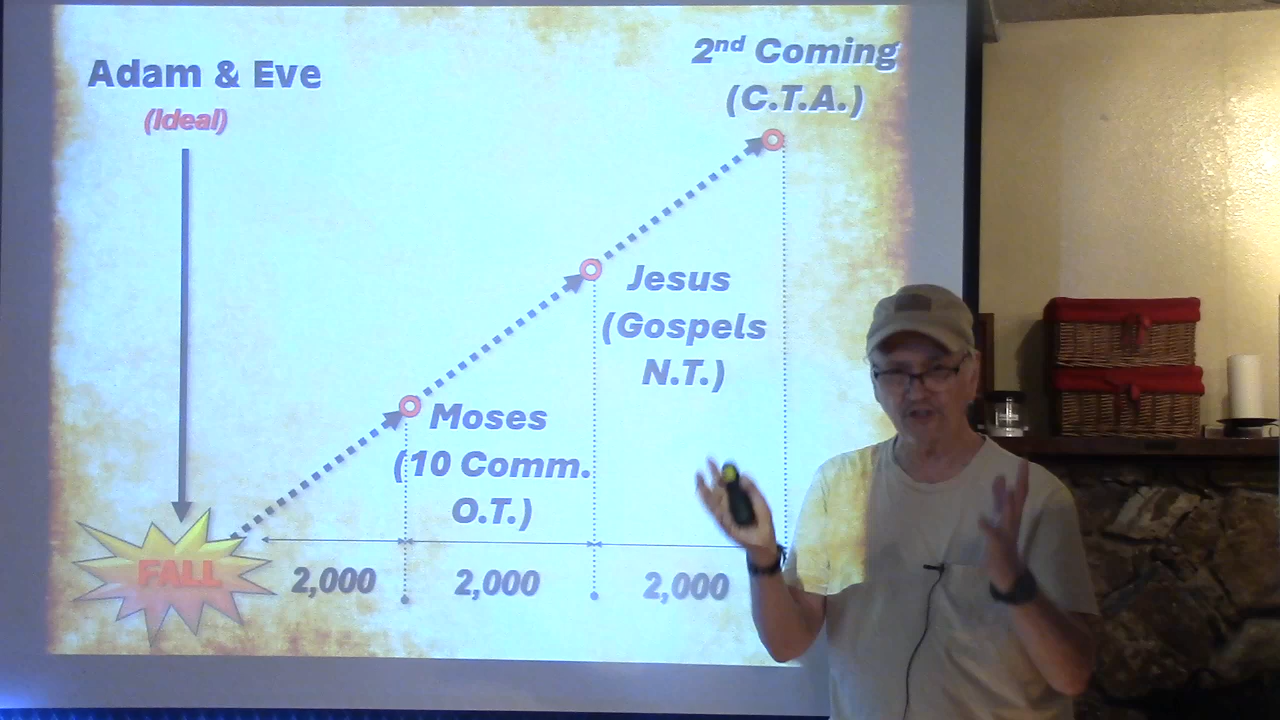 Adam & Eve
(Ideal)
2nd Coming
(C.T.A.)
Jesus
(Gospels
N.T.)
Moses
(10 Comm.
O.T.)
FALL
2,000
2,000
2,000